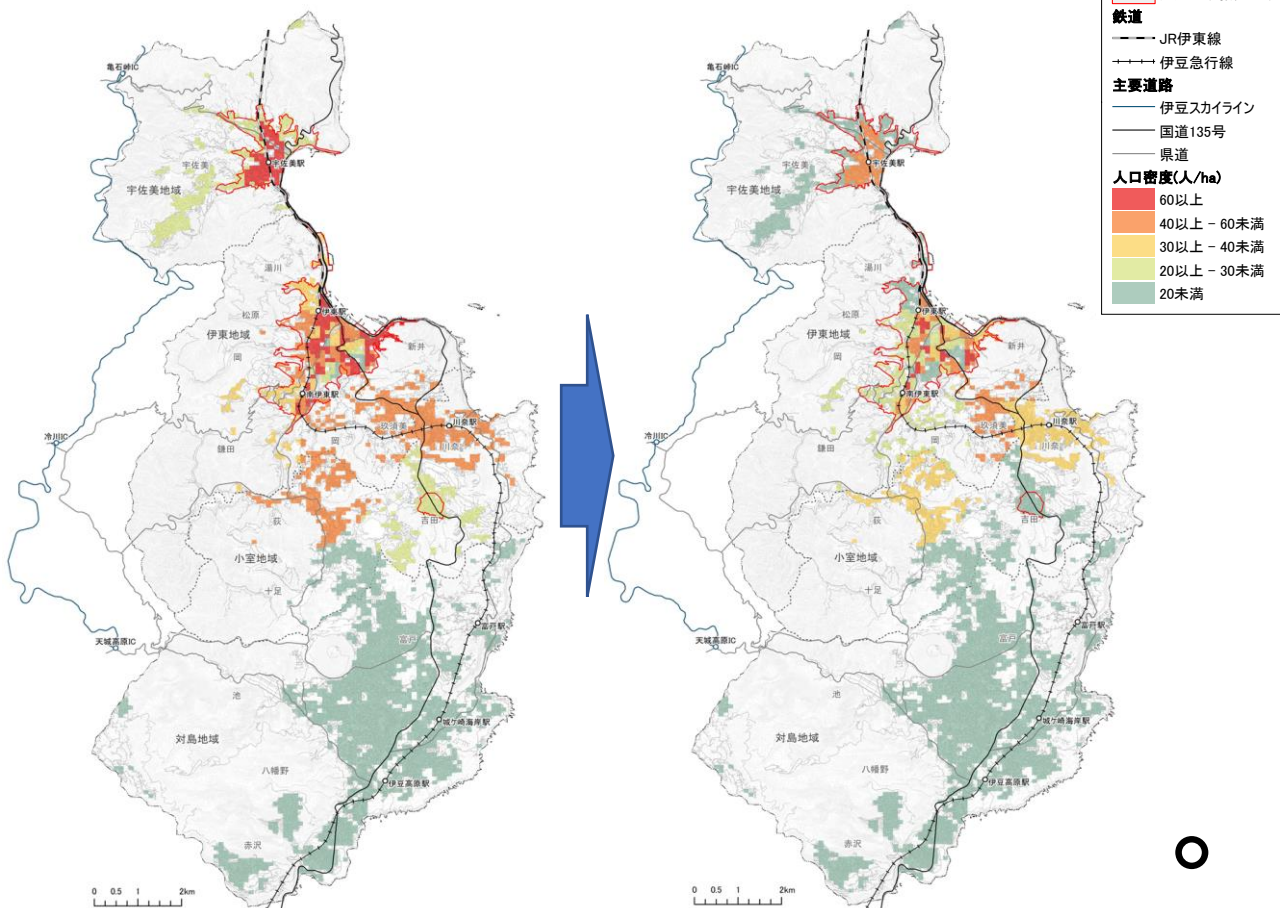 鉄道
JR伊東線
伊豆急行線
主要道路
伊豆スカイライン
国道135号
県道
人口密度(人/ha)
60以上
40以上 - 60未満
30以上 - 40未満
20以上 - 30未満
20未満
亀石峠IC
宇佐美
宇佐美駅
宇佐美地域
湯川
松原
伊東駅
伊東地域
新井
岡
南伊東駅
玖須美
川奈駅
川奈
冷川IC
鎌田
岡
荻
吉田
小室地域
十足
富戸駅
天城高原IC
富戸
池
城ケ崎海岸駅
対島地域
八幡野
伊豆高原駅
赤沢
0 0.5 1 2km
亀石峠IC
宇佐美
宇佐美駅
宇佐美地域
湯川
松原
伊東駅
伊東地域
新井
岡
南伊東駅
玖須美
川奈駅
川奈
冷川IC
鎌田
岡
荻
吉田
小室地域
十足
富戸駅
天城高原IC
富戸
池
城ケ崎海岸駅
対島地域
八幡野
伊豆高原駅
赤沢
0 0.5 1 2km